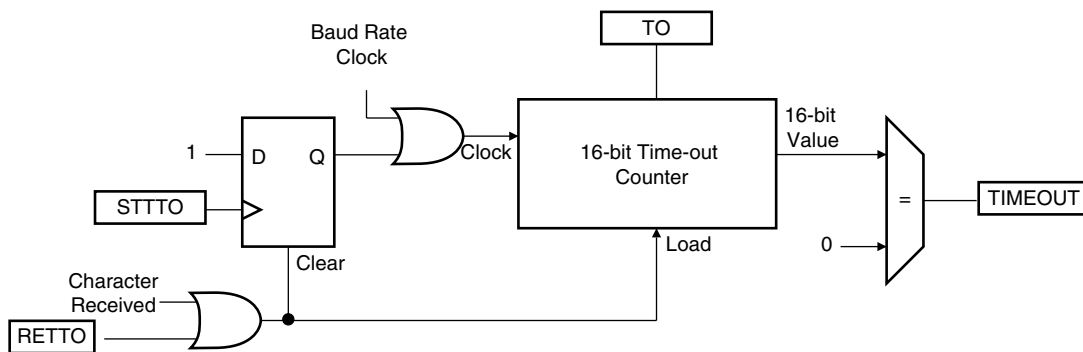 Baud Rate
Clock
TO
1
D
Q
Clock
16-bit Time-out
Counter
16-bit
Value
STTTO
=
TIMEOUT
Clear
Load
0
Character
Received
RETTO